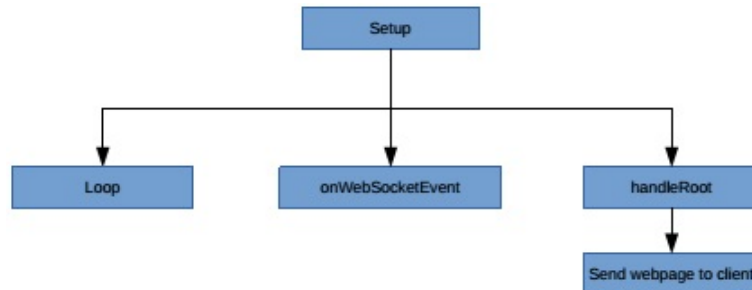 Setup
Loop
onWebSocketEvent
handleRoot
Send webpage to client